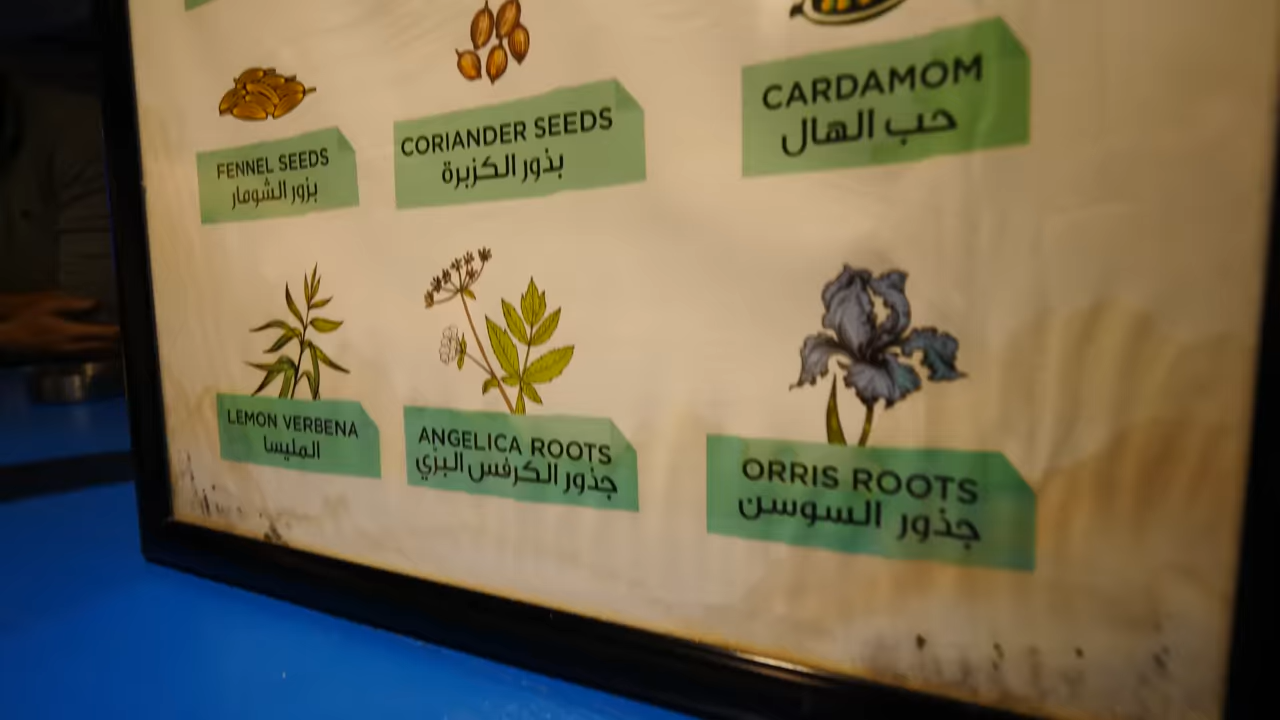 FENNEL SEEDS
بزور الشومار
CORIANDER SEEDS
بذور الكزبرة
CARDAMOM
حب الهال
LEMON VERBENA
المليسا
ANGELICA ROOTS
جذور الكرفس البرّي
ORRIS ROOTS
جذور السوسن